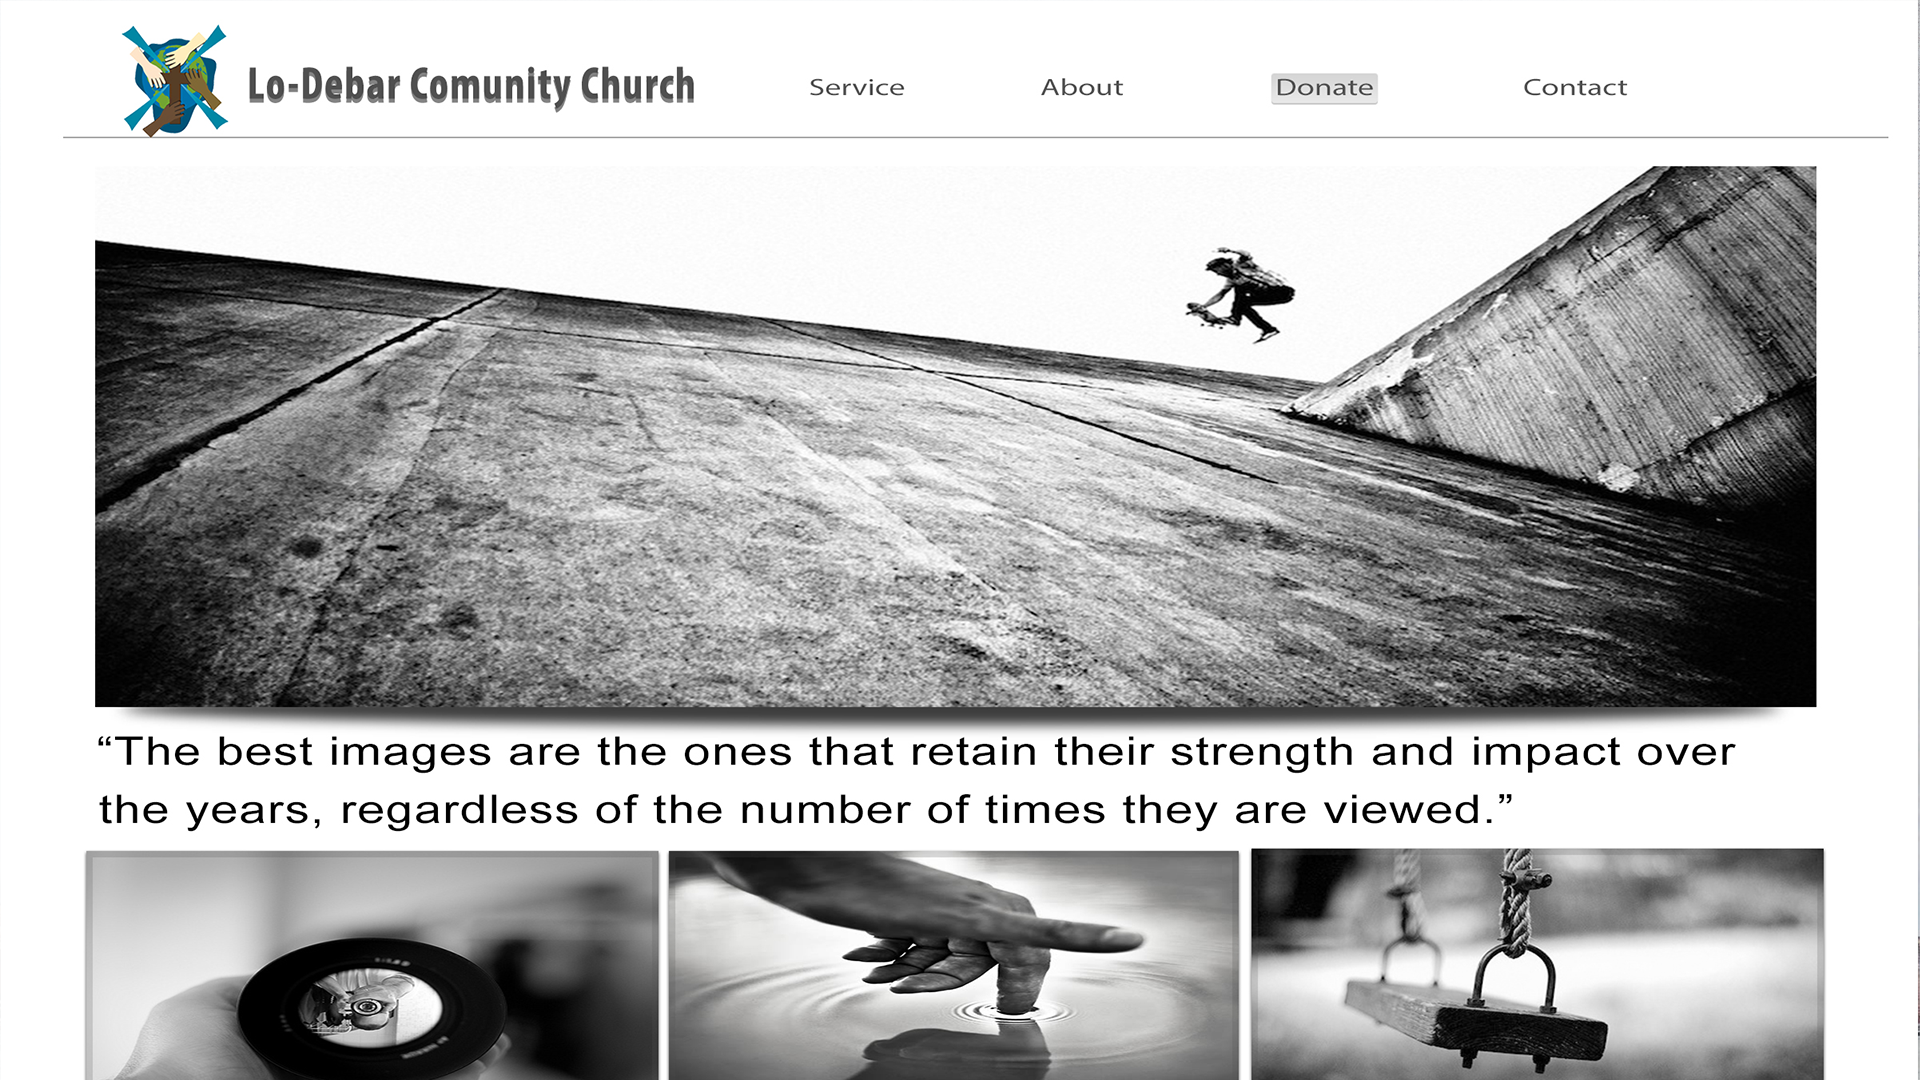 Lo-Debar Comunity Church
Service
About
Donate
Contact
“The best images are the ones that retain their strength and impact over
the years, regardless of the number of times they are viewed.”